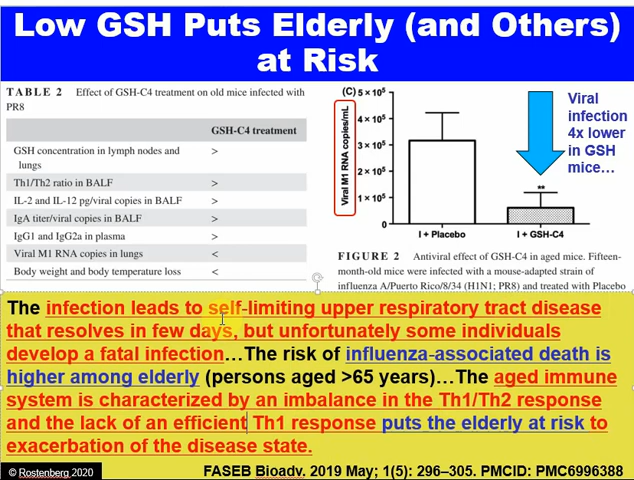 Low GSH Puts Elderly (and Others)
at Risk
TABLE 2 Effect of GSH-C4 treatment on old mice infected with
PR8
GSH-C4 treatment
GSH concentration in lymph nodes and
lungs >
Th1/Th2 ratio in BALF >
IL-2 and IL-12 pg/viral copies in BALF >
IgA titer/viral copies in BALF >
IgG1 and IgG2a in plasma >
Viral M1 RNA copies in lungs <
Body weight and body temperature loss <
(C)
Viral M1 RNA copies/mL
5 × 10⁵
4 × 10⁵
3 × 10⁵
2 × 10⁵
1 × 10⁵
0
**
I + Placebo
I + GSH-C4
Viral
infection
4x lower
in GSH
mice…
FIGURE 2 Antiviral effect of GSH-C4 in aged mice. Fifteen-
month-old mice were infected with a mouse-adapted strain of
influenza A/Puerto Rico/8/34 (H1N1; PR8) and treated with Placebo
The infection leads to self-limiting upper respiratory tract disease
that resolves in few days, but unfortunately some individuals
develop a fatal infection…The risk of influenza-associated death is
higher among elderly (persons aged >65 years)…The aged immune
system is characterized by an imbalance in the Th1/Th2 response
and the lack of an efficient Th1 response puts the elderly at risk to
exacerbation of the disease state.
© Rostenberg 2020
FASEB Bioadv. 2019 May; 1(5): 296–305. PMCID: PMC6996388